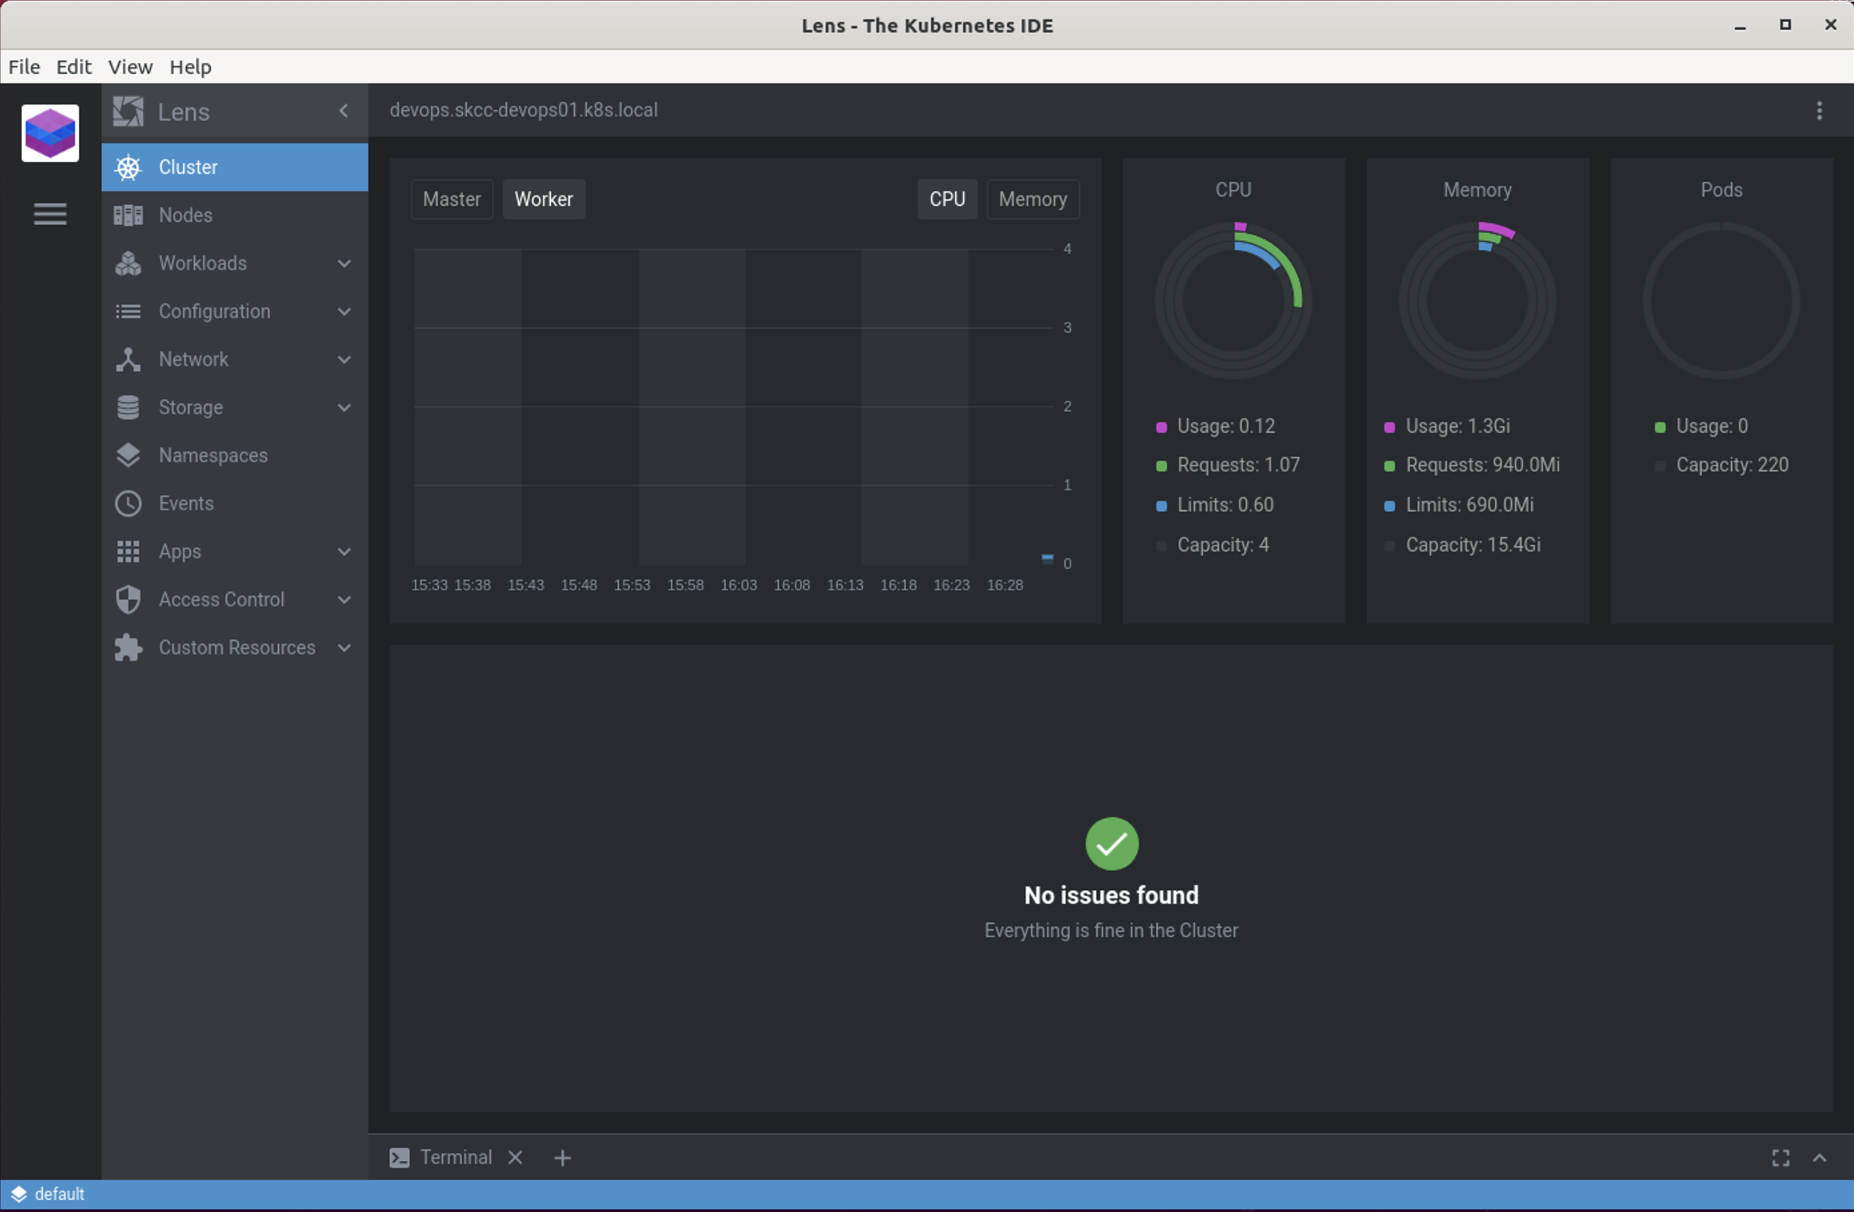 Lens - The Kubernetes IDE
File Edit View Help
Lens
devops.skcc-devops01.k8s.local
Cluster
Nodes
Workloads
Configuration
Network
Storage
Namespaces
Events
Apps
Access Control
Custom Resources
Master Worker CPU Memory
4
3
2
1
0
15:33 15:38 15:43 15:48 15:53 15:58 16:03 16:08 16:13 16:18 16:23 16:28
CPU
Usage: 0.12
Requests: 1.07
Limits: 0.60
Capacity: 4
Memory
Usage: 1.3Gi
Requests: 940.0Mi
Limits: 690.0Mi
Capacity: 15.4Gi
Pods
Usage: 0
Capacity: 220
No issues found
Everything is fine in the Cluster
Terminal
default